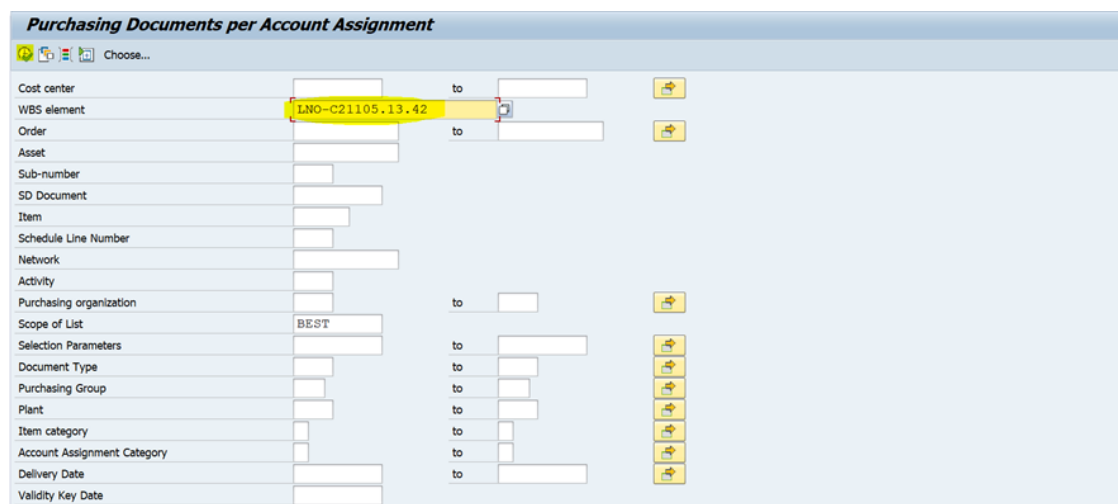 Purchasing Documents per Account Assignment
Choose...
Cost center to
WBS element LNO-C21105.13.42
Order to
Asset
Sub-number
SD Document
Item
Schedule Line Number
Network
Activity
Purchasing organization to
Scope of List BEST
Selection Parameters to
Document Type to
Purchasing Group to
Plant to
Item category to
Account Assignment Category to
Delivery Date to
Validity Key Date